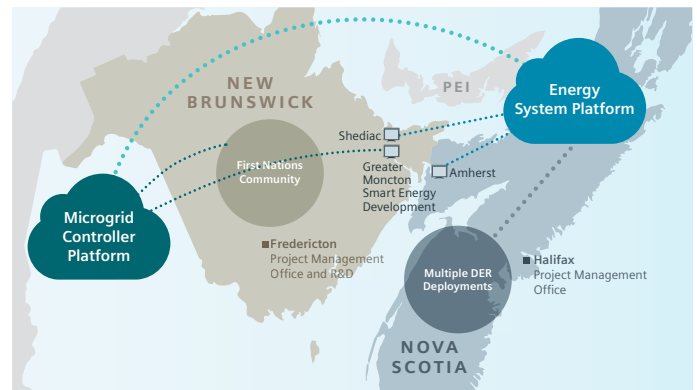 NEW
BRUNSWICK
PEI
Energy
System Platform
Shediac
First Nations
Community
Greater
Moncton
Smart Energy
Development
Amherst
Microgrid
Controller
Platform
Fredericton
Project Management
Office and R&D
Multiple DER
Deployments
Halifax
Project Management
Office
NOVA
SCOTIA